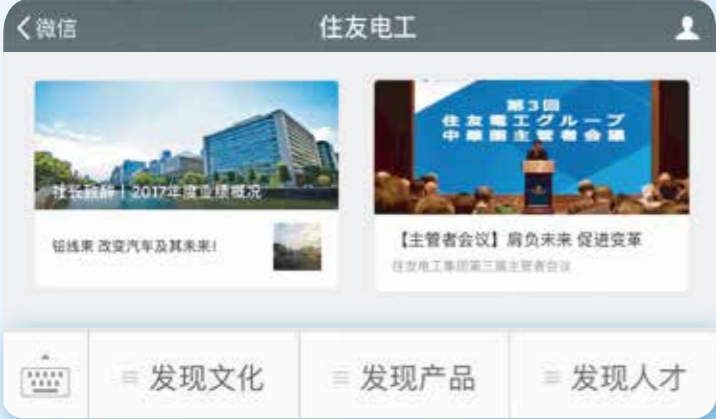 微信
住友电工
社长致辞｜2017年度业绩概况
铝线束 改变汽车及其未来！
第3回
住友電工グループ
中華圏主管者会議
【主管者会议】肩负未来 促进变革
住友电工集团第三届主管者会议
发现文化
发现产品
发现人才